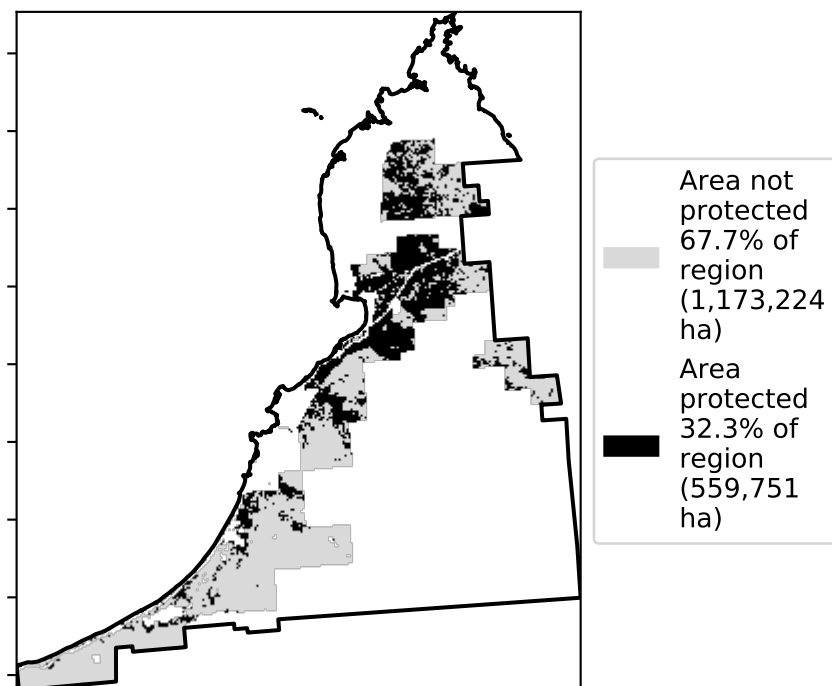 Area not
protected
67.7% of
region
(1,173,224
ha)
Area
protected
32.3% of
region
(559,751
ha)